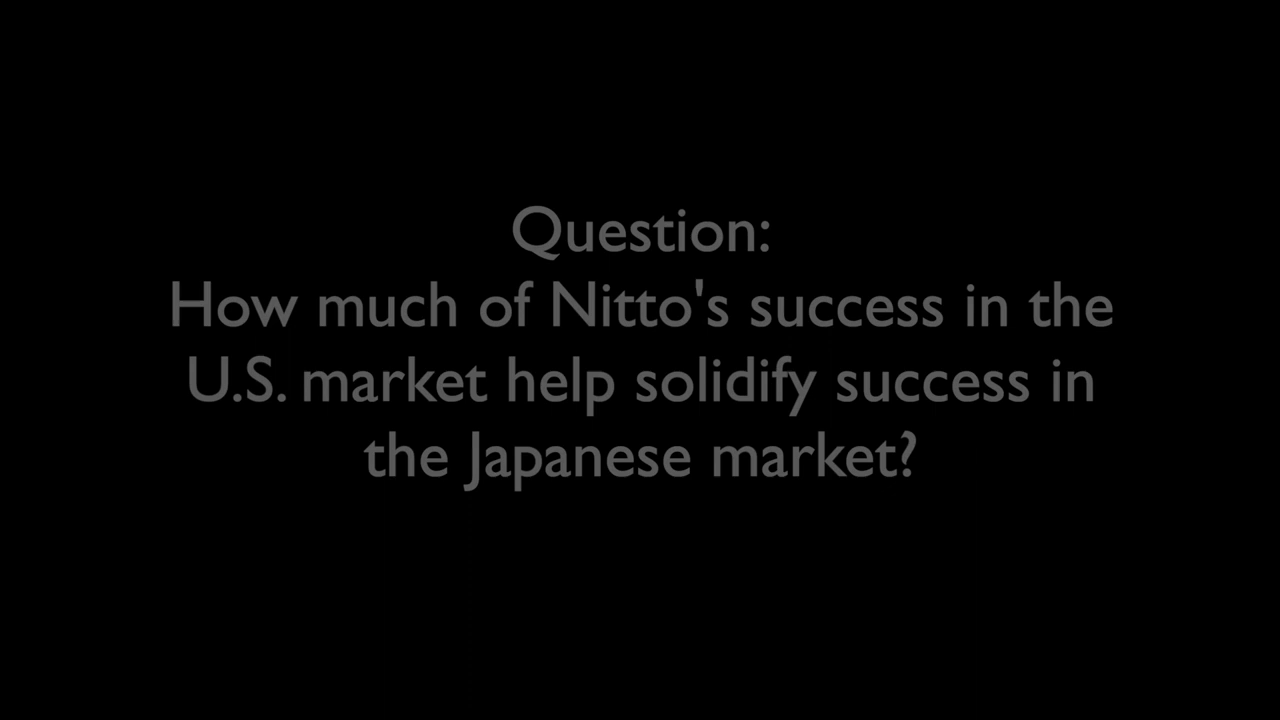 Question:
How much of Nitto's success in the
U.S. market help solidify success in
the Japanese market?